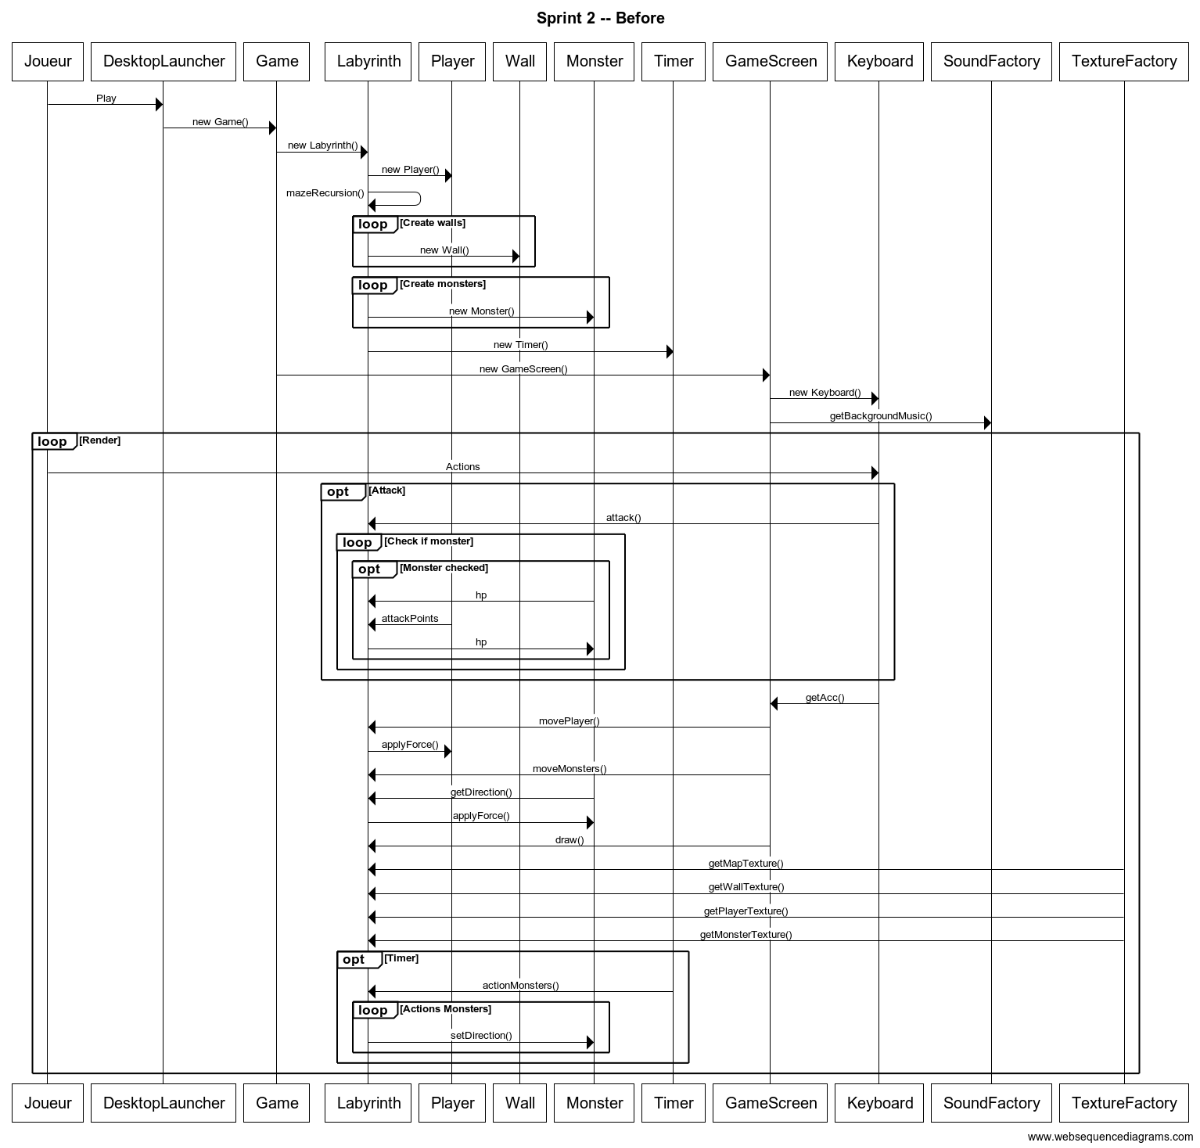 Sprint 2 -- Before
Joueur DesktopLauncher Game Labyrinth Player Wall Monster Timer GameScreen Keyboard SoundFactory TextureFactory
Play
new Game()
new Labyrinth()
new Player()
mazeRecursion()
loop [Create walls]
new Wall()
loop [Create monsters]
new Monster()
new Timer()
new GameScreen()
new Keyboard()
getBackgroundMusic()
loop [Render]
Actions
opt [Attack]
attack()
loop [Check if monster]
opt [Monster checked]
hp
attackPoints
hp
getAcc()
movePlayer()
applyForce()
moveMonsters()
getDirection()
applyForce()
draw()
getMapTexture()
getWallTexture()
getPlayerTexture()
getMonsterTexture()
opt [Timer]
actionMonsters()
loop [Actions Monsters]
setDirection()
Joueur DesktopLauncher Game Labyrinth Player Wall Monster Timer GameScreen Keyboard SoundFactory TextureFactory
www.websequencediagrams.com